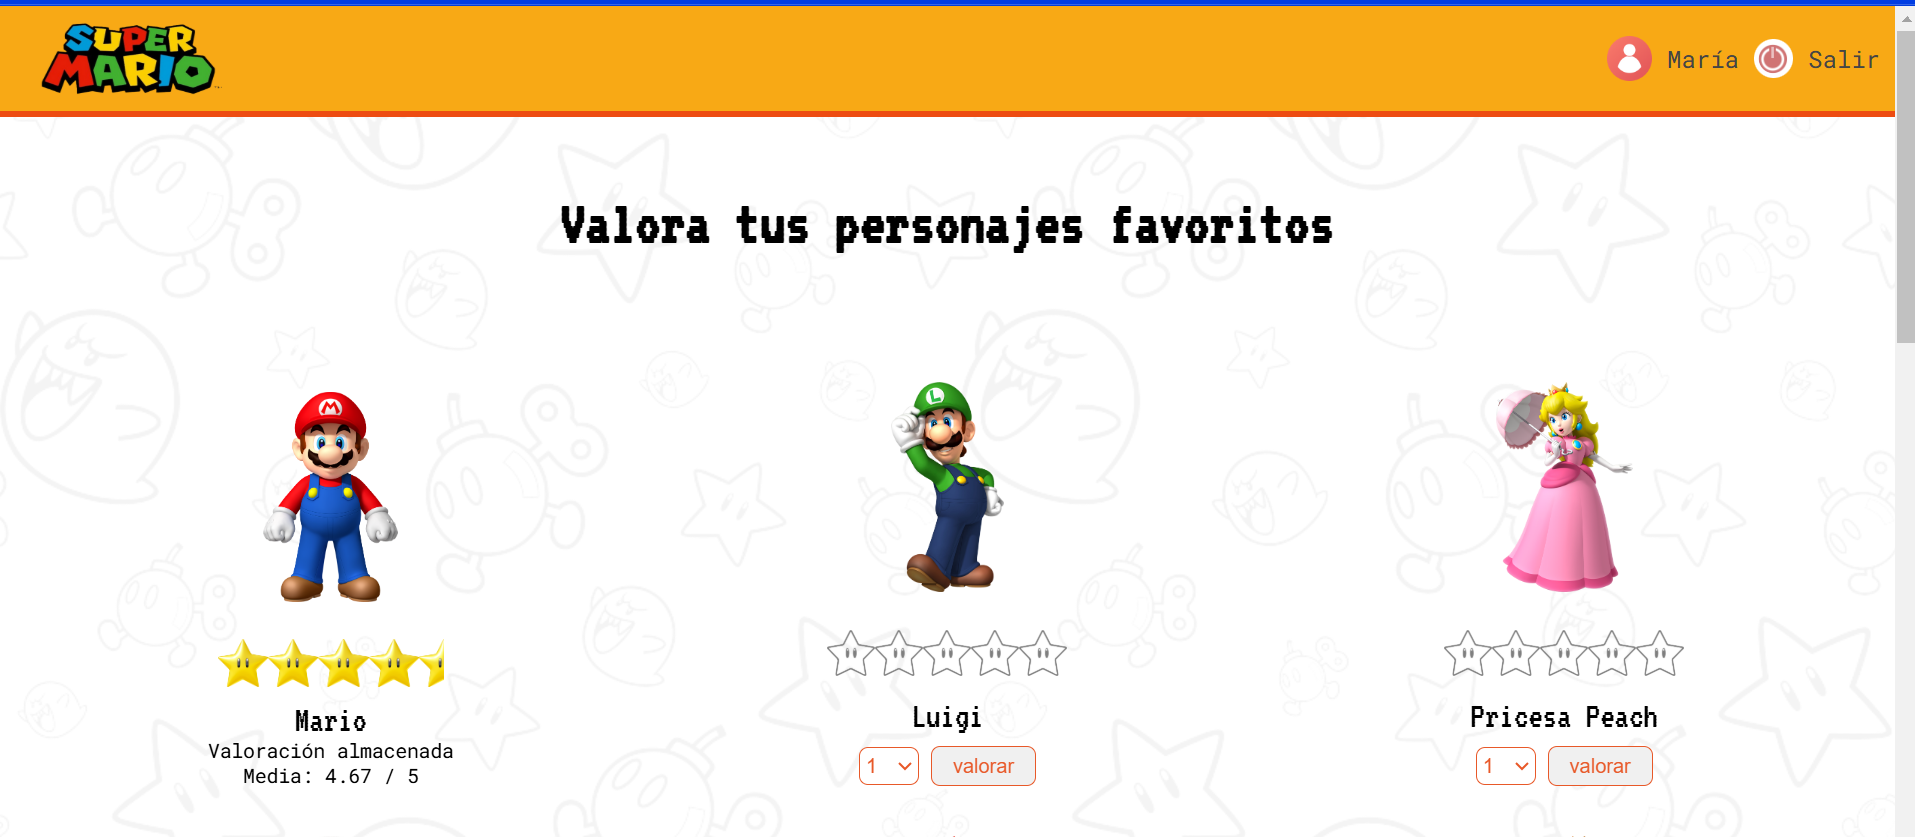 SUPER
MARIO
María
Salir
Valora tus personajes favoritos
M
L
Mario
Valoración almacenada
Media: 4.67 / 5
Luigi
1
valorar
Pricesa Peach
1
valorar